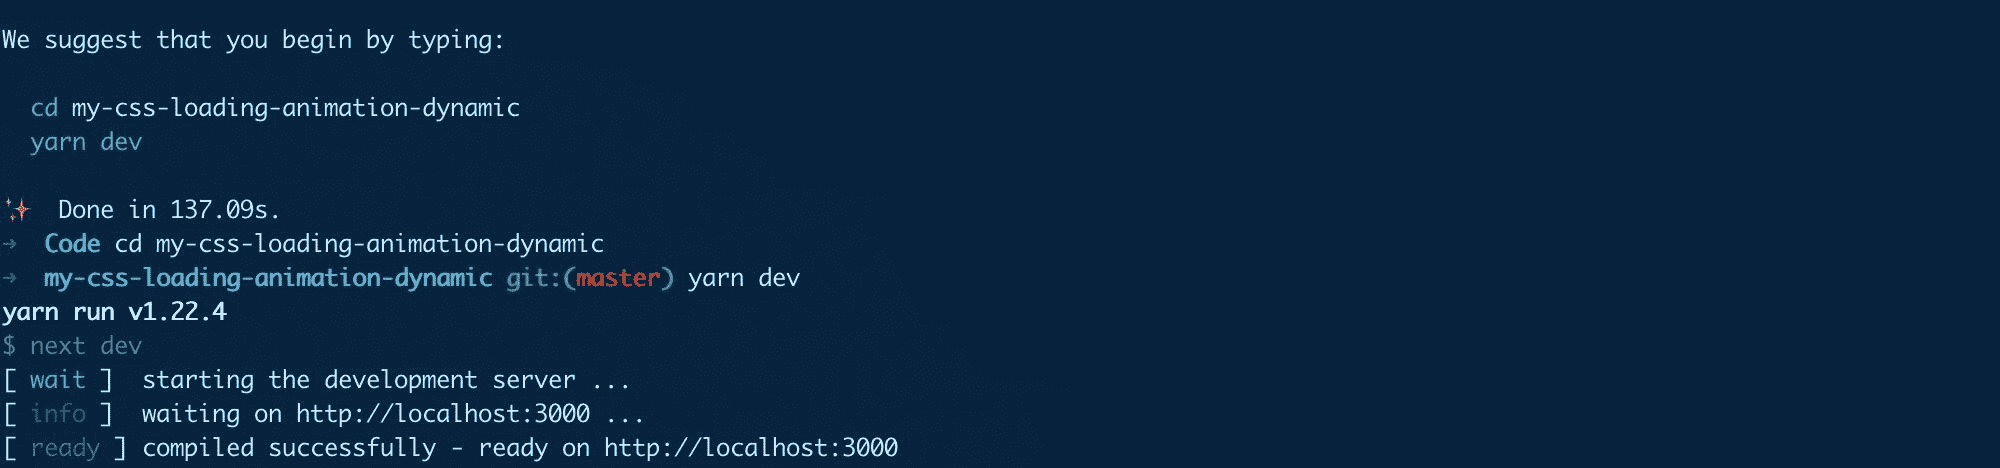 We suggest that you begin by typing:
cd my-css-loading-animation-dynamic
yarn dev
✨ Done in 137.09s.
→ Code cd my-css-loading-animation-dynamic
→ my-css-loading-animation-dynamic git:(master) yarn dev
yarn run v1.22.4
$ next dev
[ wait ] starting the development server ...
[ info ] waiting on http://localhost:3000 ...
[ ready ] compiled successfully - ready on http://localhost:3000